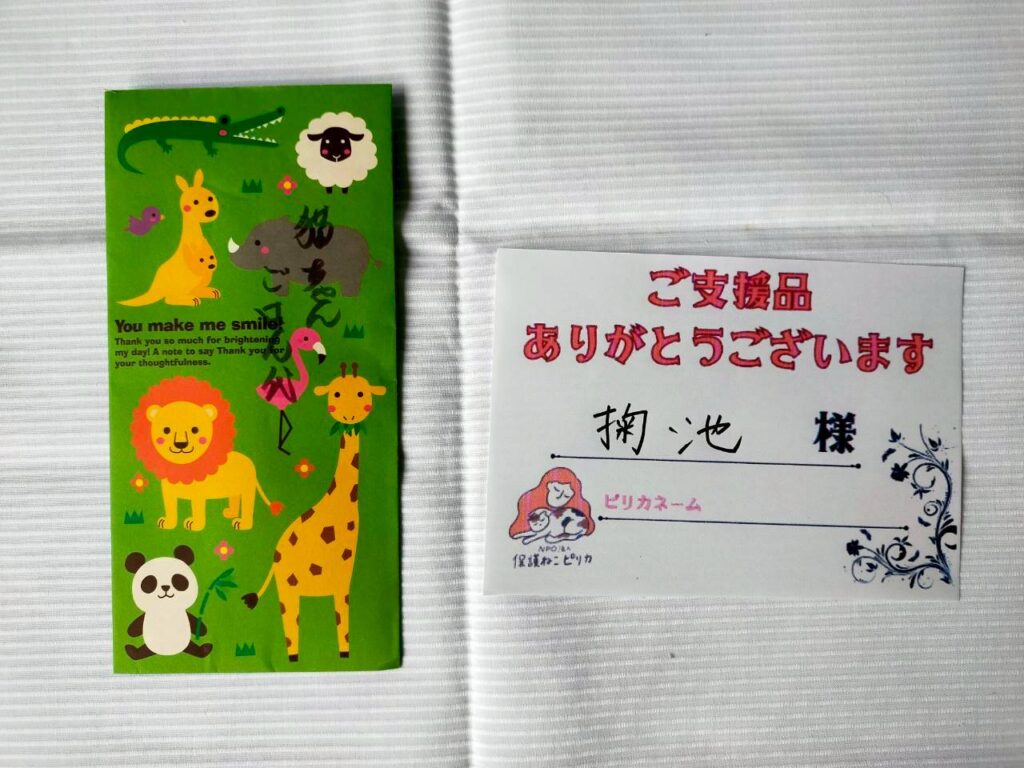 猫ちゃん
ごはん代
You make me smile!
Thank you so much for brightening
my day! A note to say Thank you for
your thoughtfulness.
ご支援品
ありがとうございます
掬池 様
ピリカネーム
NPO法人
保護ねこピリカ